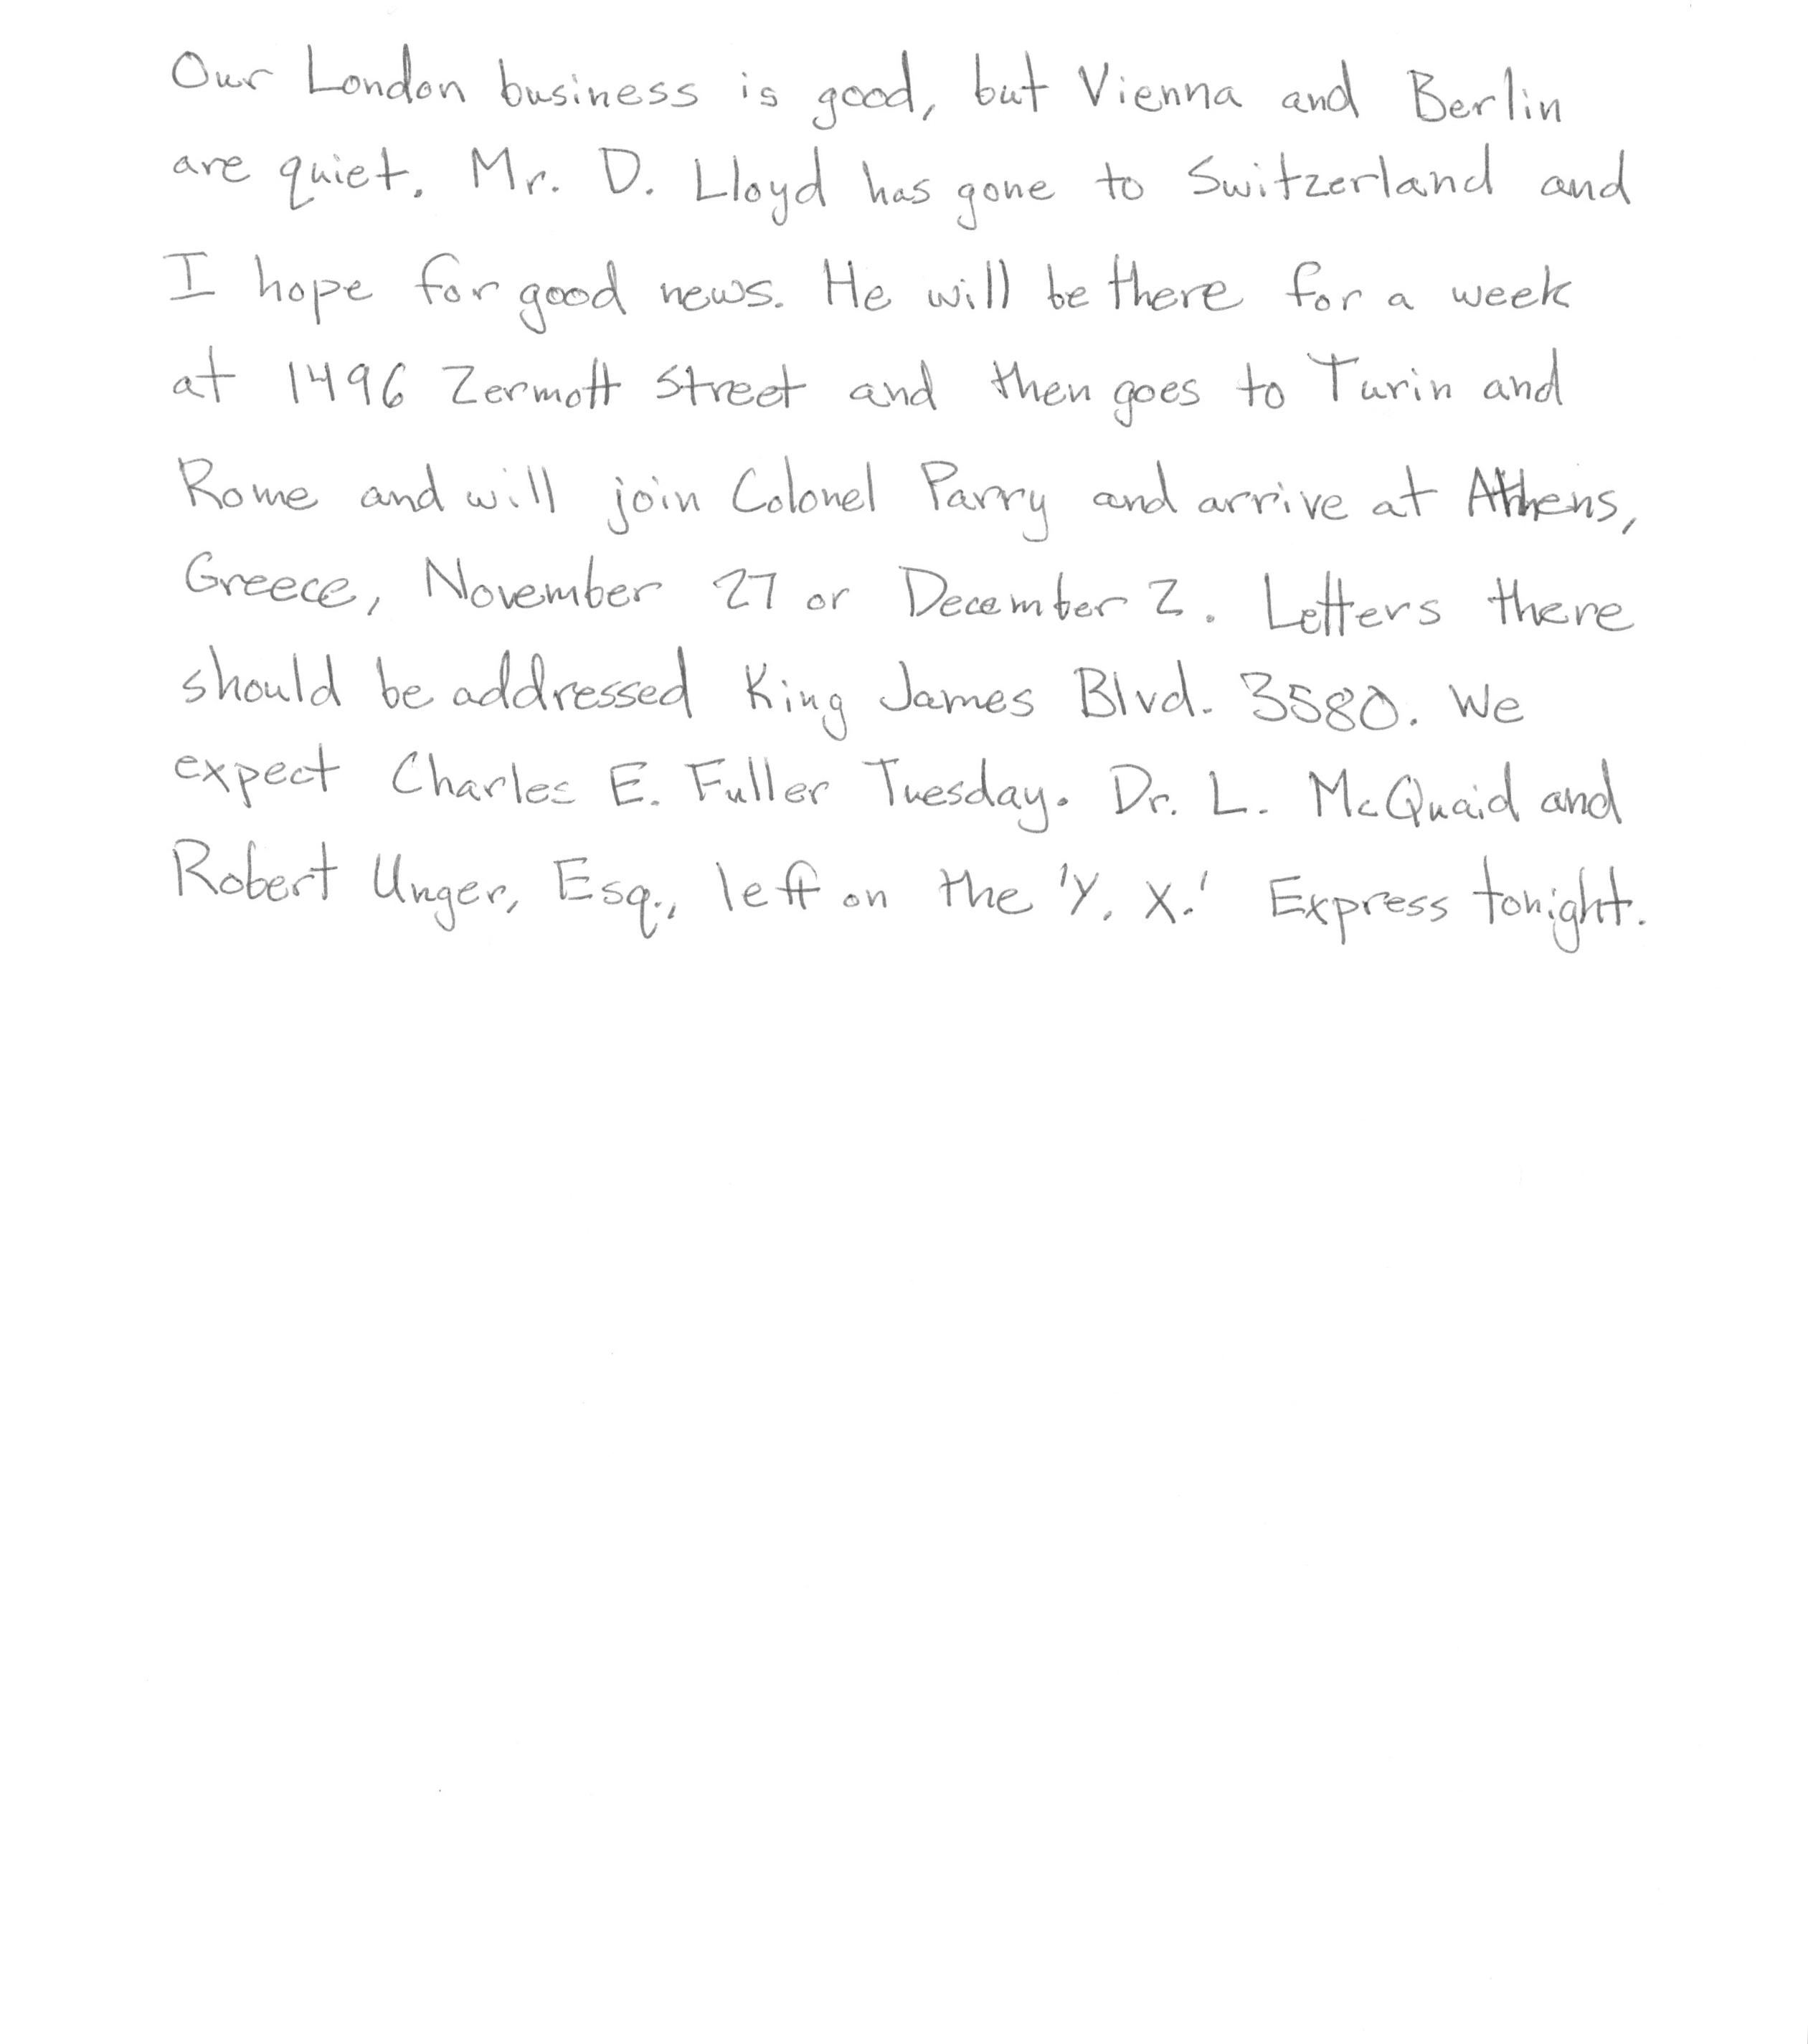 Our London business is good, but Vienna and Berlin
are quiet. Mr. D. Lloyd has gone to Switzerland and
I hope for good news. He will be there for a week
at 1496 Zermott Street and then goes to Turin and
Rome and will join Colonel Parry and arrive at Athens,
Greece, November 27 or December 2. Letters there
should be addressed King James Blvd. 3580. We
expect Charles E. Fuller Tuesday. Dr. L. McQuaid and
Robert Unger, Esq., left on the 'Y. X.' Express tonight.